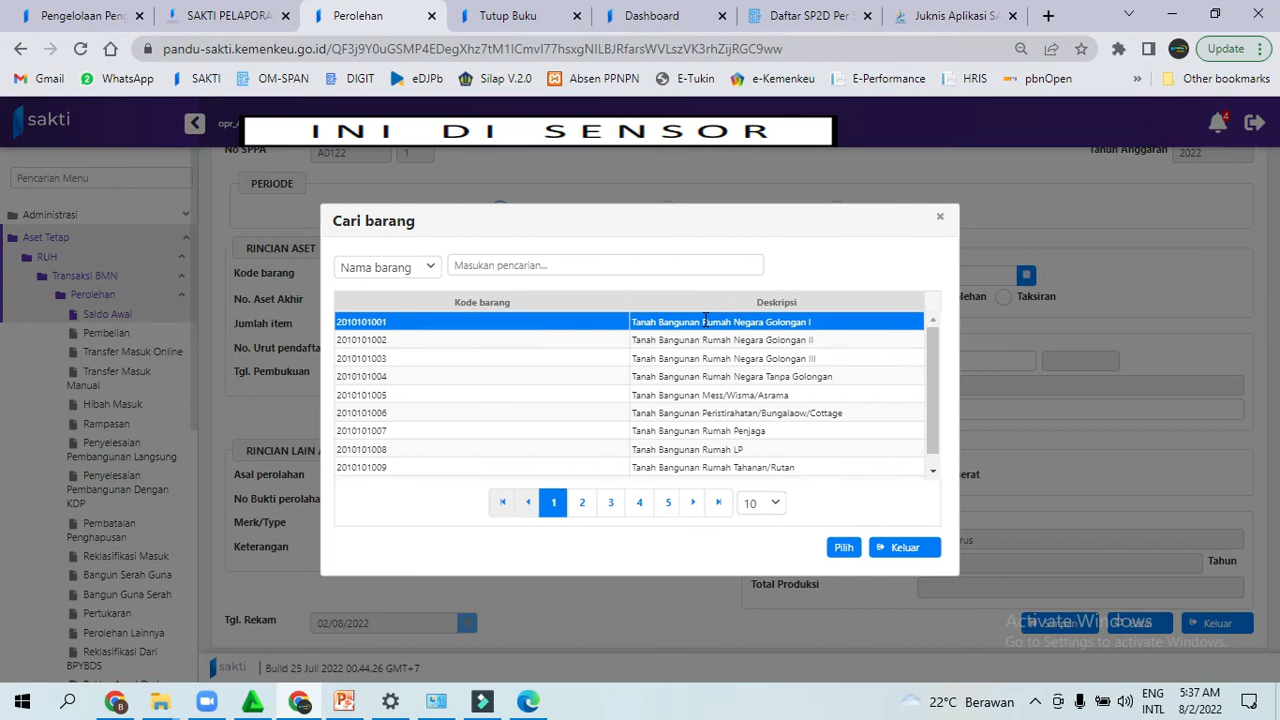 Pengelolaan Peng
SAKTI PELAPORA
Perolehan
Tutup Buku
Dashboard
Daftar SP2D Per S
Juknis Aplikasi SA
pandu-sakti.kemenkeu.go.id/QF3j9Y0uGSMP4EDegXhz7tM1ICmvI77hsxgNILBJRfarsWVLszVK3rhZijRGC9ww
Update
Gmail
WhatsApp
SAKTI
OM-SPAN
DIGIT
eDJPb
Silap V.2.0
Absen PPNPN
E-Tukin
e-Kemenkeu
E-Performance
HRIS
pbnOpen
»
Other bookmarks
sakti
opr_
INI DI SENSOR
4
No SPPA
A0122
1
Tahun Anggaran
2022
Pencarian Menu
PERIODE
Administrasi
Aset Tetap
RUH
Transaksi BMN
Perolehan
Saldo Awal
Pembelian
Transfer Masuk Online
Transfer Masuk
Manual
Hibah Masuk
Rampasan
Penyelesaian
Pembangunan Langsung
Penyelesaian
Pembangunan Dengan
KDP
Pembatalan
Penghapusan
Reklasifikasi Masuk
Bangun Serah Guna
Bangun Guna Serah
Pertukaran
Perolehan Lainnya
Reklasifikasi Dari
BPYBDS
RINCIAN ASET
Kode barang
No. Aset Akhir
Jumlah item
No. Urut pendafta
Tgl. Pembukuan
olehan
Taksiran
RINCIAN LAIN A
Asal perolahan
No Bukti peroleha
Merk/Type
Keterangan
erat
rus
Tahun
Total Produksi
Tgl. Rekam
02/08/2022
Simpan
Batal
Keluar
Cari barang
×
Nama barang
Masukan pencarian...
Kode barang
Deskripsi
2010101001 Tanah Bangunan Rumah Negara Golongan I
2010101002 Tanah Bangunan Rumah Negara Golongan II
2010101003 Tanah Bangunan Rumah Negara Golongan III
2010101004 Tanah Bangunan Rumah Negara Tanpa Golongan
2010101005 Tanah Bangunan Mess/Wisma/Asrama
2010101006 Tanah Bangunan Peristirahatan/Bungalaow/Cottage
2010101007 Tanah Bangunan Rumah Penjaga
2010101008 Tanah Bangunan Rumah LP
2010101009 Tanah Bangunan Rumah Tahanan/Rutan
1 2 3 4 5
10
Pilih
Keluar
Activate Windows
Go to Settings to activate Windows.
sakti
Build 25 Juli 2022 00.44.26 GMT+7
22°C Berawan
ENG
INTL
5:37 AM
8/2/2022